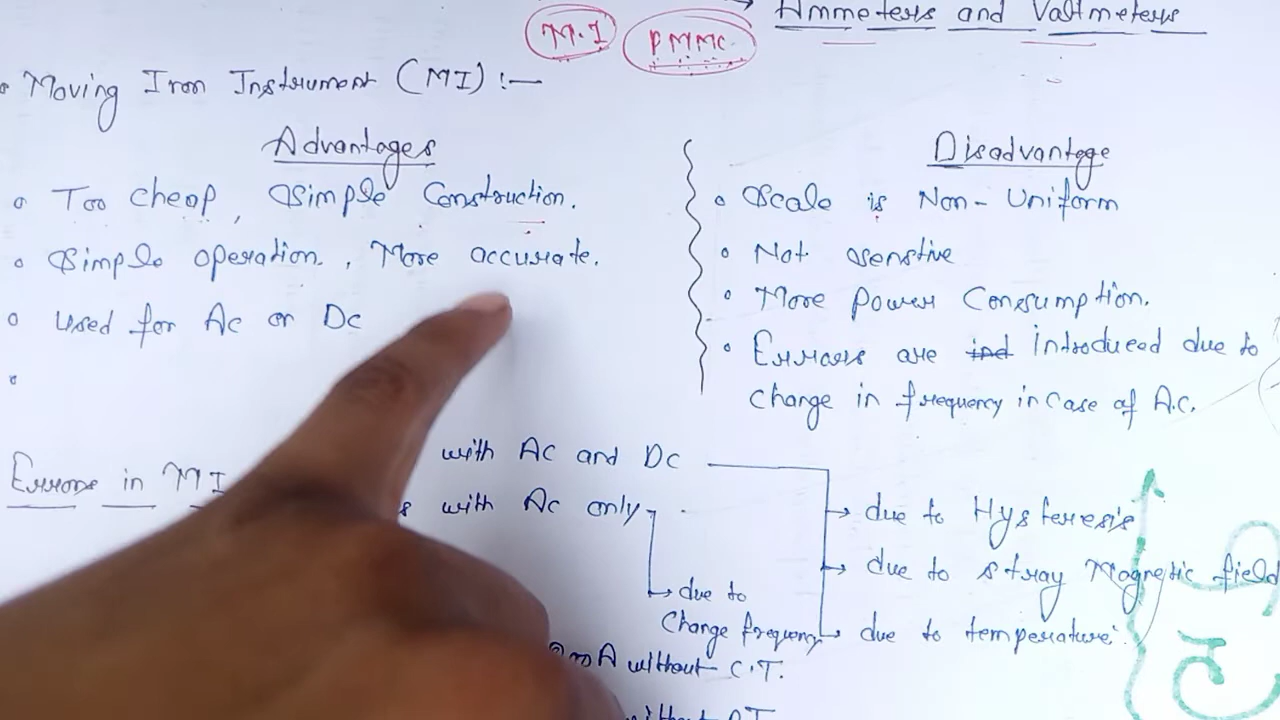 Ammeters and Voltmeters
M.I PMMC
Moving Iron Instrument (MI) :-
Advantages
Too cheap, Simple Construction.
Simple operation., More accurate.
Used for Ac or Dc
Disadvantage
Scale is Non-Uniform
Not senstive
More power Consumption.
Errors are ind introduced due to
change in frequency in case of A.C.
Errors in MI
with Ac and Dc
with Ac only
due to
Change frequency
due to Hysteresis
due to stray Magnetic field
due to temperature.
mA without C.T.